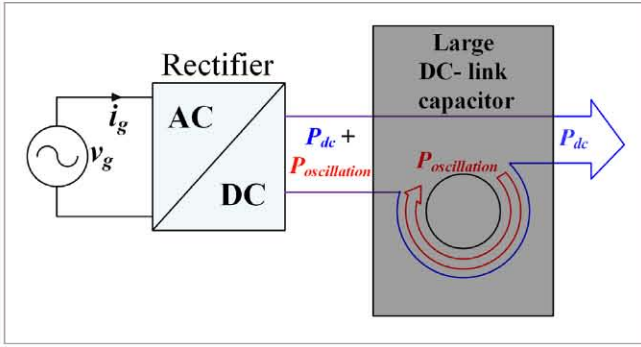 Rectifier
AC
DC
i_g
v_g
P_dc +
P_oscillation
Large
DC- link
capacitor
P_oscillation
P_dc